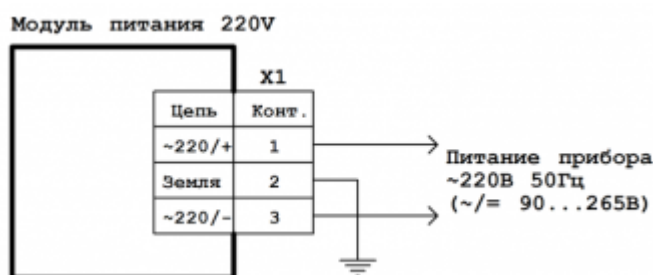 Модуль питания 220V
X1
Цепь Конт.
~220/+ 1
Земля 2
~220/- 3
Питание прибора
~220В 50Гц
(~/= 90...265В)